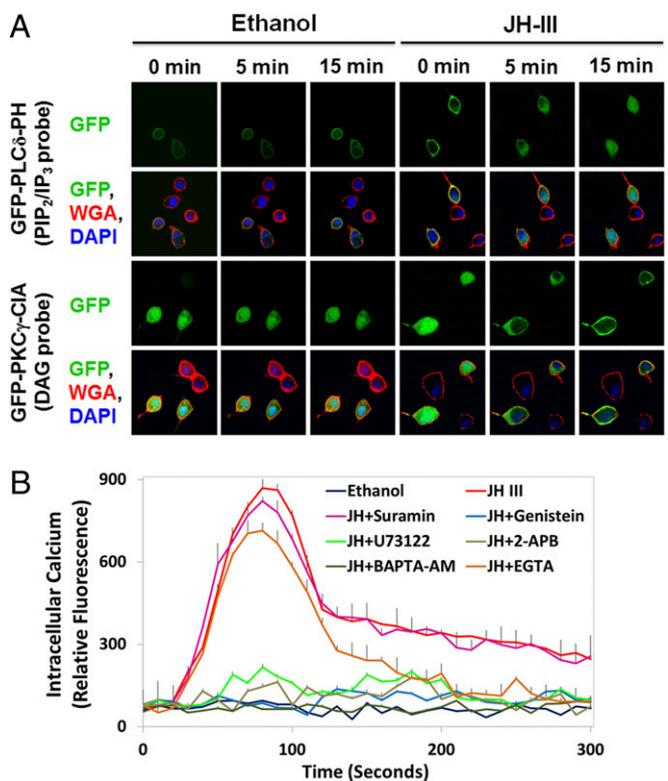 A
Ethanol JH-III
0 min 5 min 15 min 0 min 5 min 15 min
GFP-PLCδ-PH
(PIP2/IP3 probe)
GFP
GFP,
WGA,
DAPI
GFP-PKCγ-CIA
(DAG probe)
GFP
GFP,
WGA,
DAPI
B
Intracellular Calcium
(Relative Fluorescence)
900
600
300
0
Ethanol JH III
JH+Suramin JH+Genistein
JH+U73122 JH+2-APB
JH+BAPTA-AM JH+EGTA
0 100 200 300
Time (Seconds)